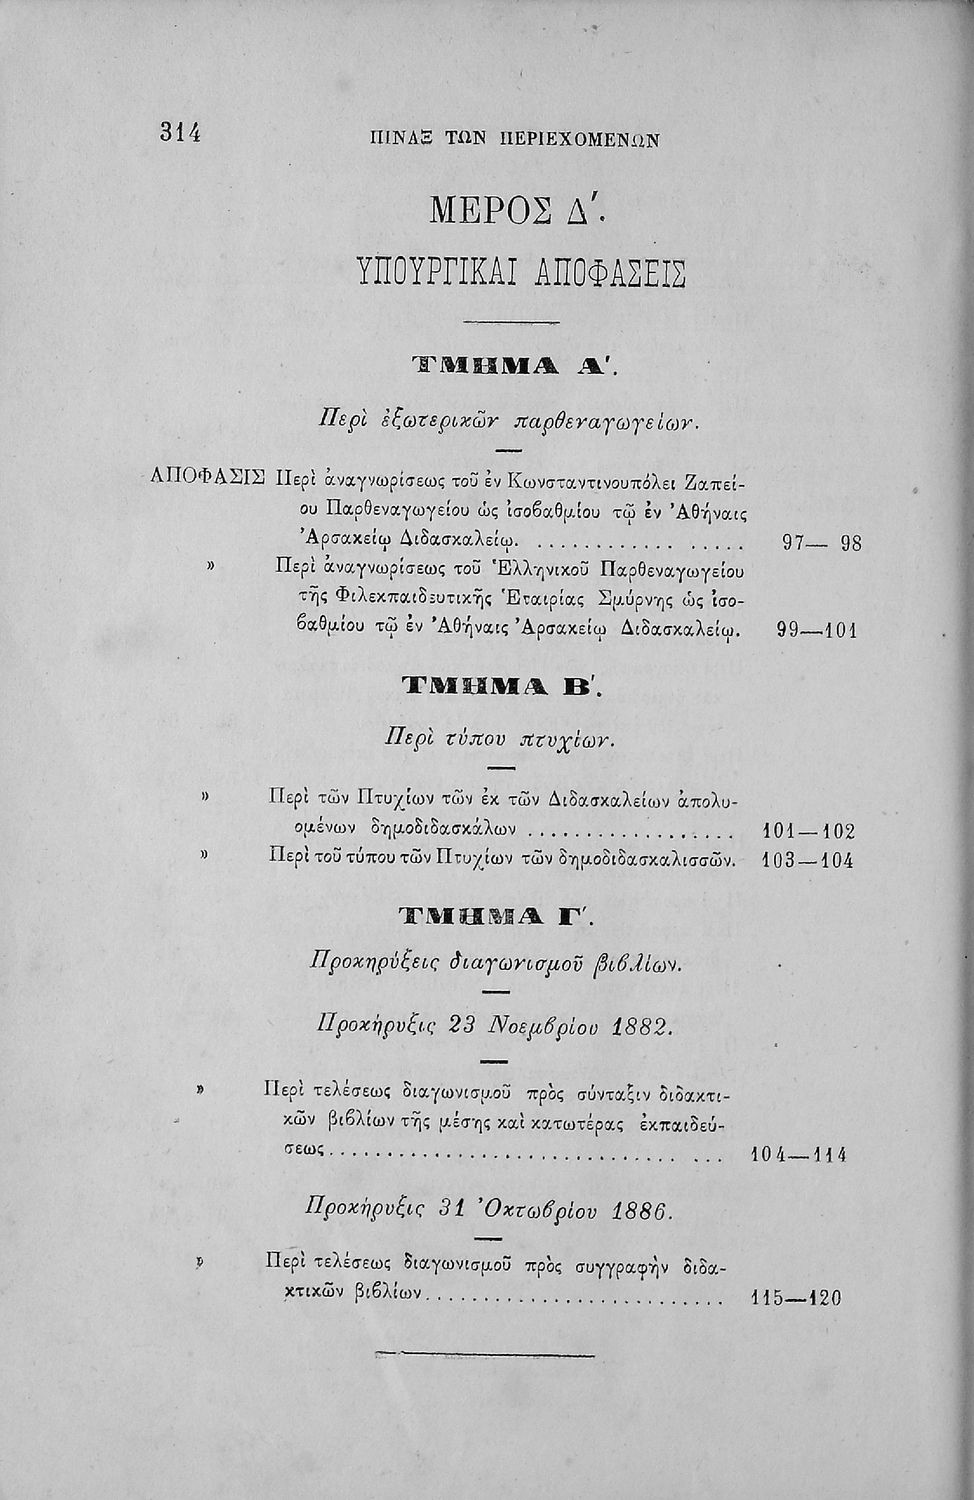 314 ΠΙΝΑΞ ΤΩΝ ΠΕΡΙΕΧΟΜΕΝΩΝ
ΜΕΡΟΣ Δ΄.
ΥΠΟΥΡΓΙΚΑΙ ΑΠΟΦΑΣΕΙΣ
ΤΜΗΜΑ Α΄.
Περὶ ἐξωτερικῶν παρθεναγωγείων.
ΑΠΟΦΑΣΙΣ Περὶ ἀναγνωρίσεως τοῦ ἐν Κωνσταντινουπόλει Ζαπεί-
ου Παρθεναγωγείου ὡς ἰσοβαθμίου τῷ ἐν Ἀθήναις
Ἀρσακείῳ Διδασκαλείῳ. . . . . . . . . . . . . . . . . . 97— 98
» Περὶ ἀναγνωρίσεως τοῦ Ἑλληνικοῦ Παρθεναγωγείου
τῆς Φιλεκπαιδευτικῆς Ἑταιρίας Σμύρνης ὡς ἰσο-
βαθμίου τῷ ἐν Ἀθήναις Ἀρσακείῳ Διδασκαλείῳ. 99—101
ΤΜΗΜΑ Β΄.
Περὶ τύπου πτυχίων.
» Περὶ τῶν Πτυχίων τῶν ἐκ τῶν Διδασκαλείων ἀπολυ-
ομένων δημοδιδασκάλων . . . . . . . . . . . . . . . . . 101—102
» Περὶ τοῦ τύπου τῶν Πτυχίων τῶν δημοδιδασκαλισσῶν. 103—104
ΤΜΗΜΑ Γ΄.
Προκηρύξεις διαγωνισμοῦ βιβλίων.
Προκήρυξις 23 Νοεμβρίου 1882.
» Περὶ τελέσεως διαγωνισμοῦ πρὸς σύνταξιν διδακτι-
κῶν βιβλίων τῆς μέσης καὶ κατωτέρας ἐκπαιδεύ-
σεως. . . . . . . . . . . . . . . . . . . . . . . . . . . . . . . . 104—114
Προκήρυξις 31 Ὀκτωβρίου 1886.
» Περὶ τελέσεως διαγωνισμοῦ πρὸς συγγραφὴν διδα-
κτικῶν βιβλίων. . . . . . . . . . . . . . . . . . . . . . . . . 115—120